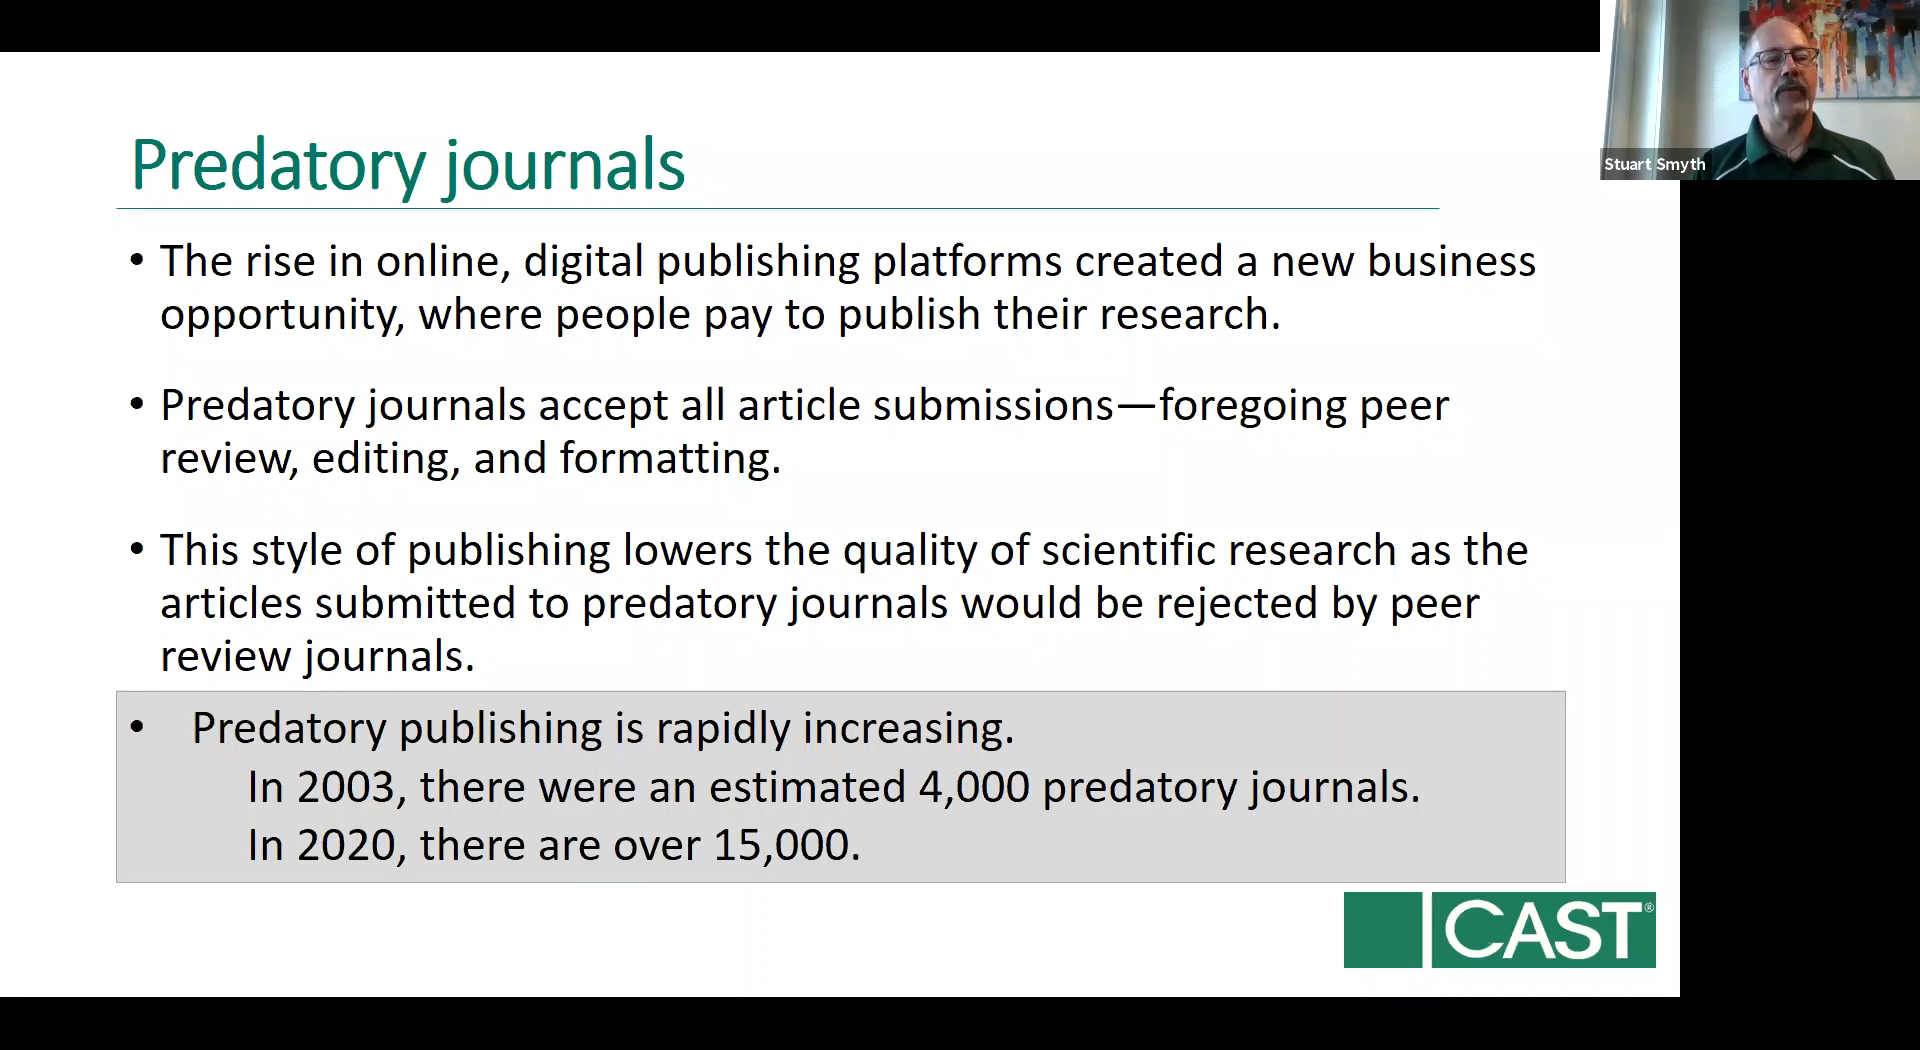 Stuart Smyth
Predatory journals
• The rise in online, digital publishing platforms created a new business
opportunity, where people pay to publish their research.
• Predatory journals accept all article submissions—foregoing peer
review, editing, and formatting.
• This style of publishing lowers the quality of scientific research as the
articles submitted to predatory journals would be rejected by peer
review journals.
• Predatory publishing is rapidly increasing.
In 2003, there were an estimated 4,000 predatory journals.
In 2020, there are over 15,000.
CAST®